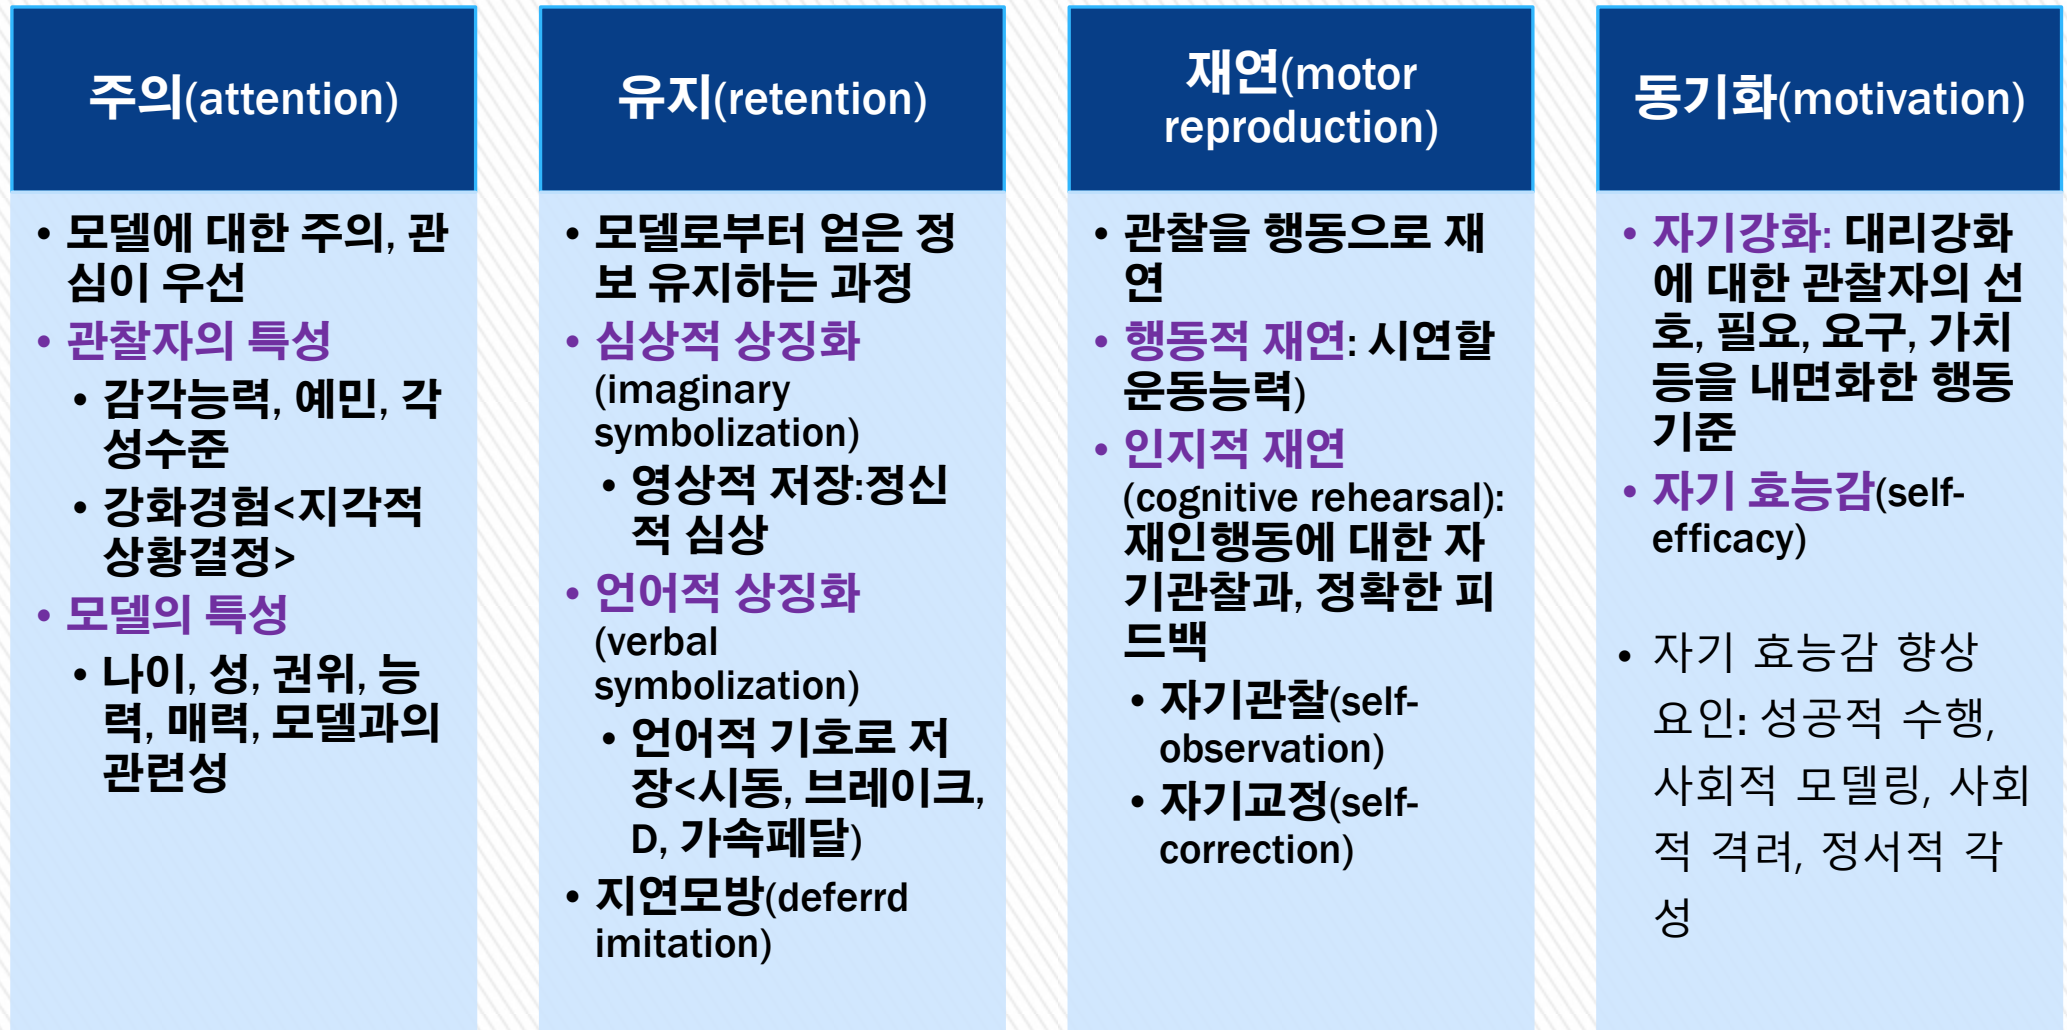 주의(attention)
• 모델에 대한 주의, 관
심이 우선
• 관찰자의 특성
• 감각능력, 예민, 각
성수준
• 강화경험<지각적
상황결정>
• 모델의 특성
• 나이, 성, 권위, 능
력, 매력, 모델과의
관련성
유지(retention)
• 모델로부터 얻은 정
보 유지하는 과정
• 심상적 상징화
(imaginary
symbolization)
• 영상적 저장:정신
적 심상
• 언어적 상징화
(verbal
symbolization)
• 언어적 기호로 저
장<시동, 브레이크,
D, 가속페달)
• 지연모방(deferrd
imitation)
재연(motor
reproduction)
• 관찰을 행동으로 재
연
• 행동적 재연: 시연할
운동능력)
• 인지적 재연
(cognitive rehearsal):
재인행동에 대한 자
기관찰과, 정확한 피
드백
• 자기관찰(self-
observation)
• 자기교정(self-
correction)
동기화(motivation)
• 자기강화: 대리강화
에 대한 관찰자의 선
호, 필요, 요구, 가치
등을 내면화한 행동
기준
• 자기 효능감(self-
efficacy)
• 자기 효능감 향상
요인: 성공적 수행,
사회적 모델링, 사회
적 격려, 정서적 각
성